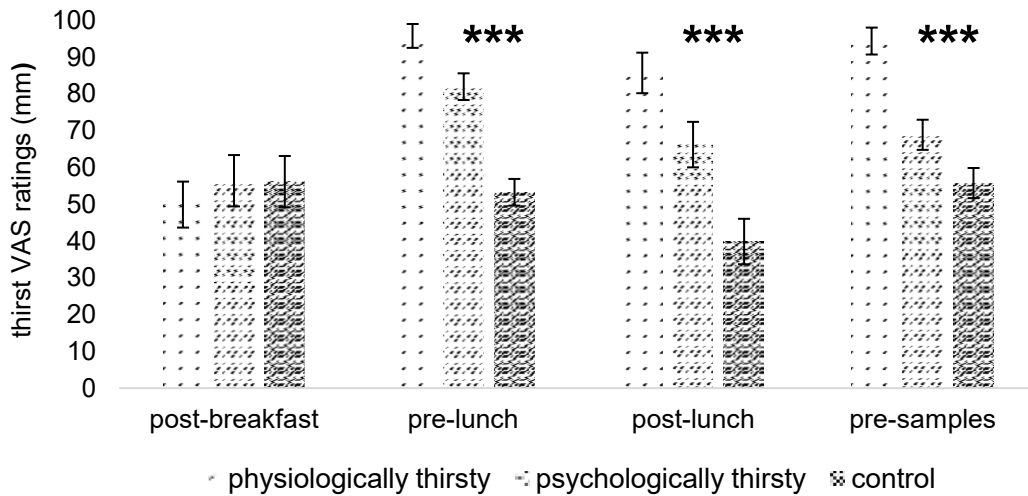 thirst VAS ratings (mm)
100
90
80
70
60
50
40
30
20
10
0
*** *** ***
post-breakfast pre-lunch post-lunch pre-samples
physiologically thirsty psychologically thirsty control